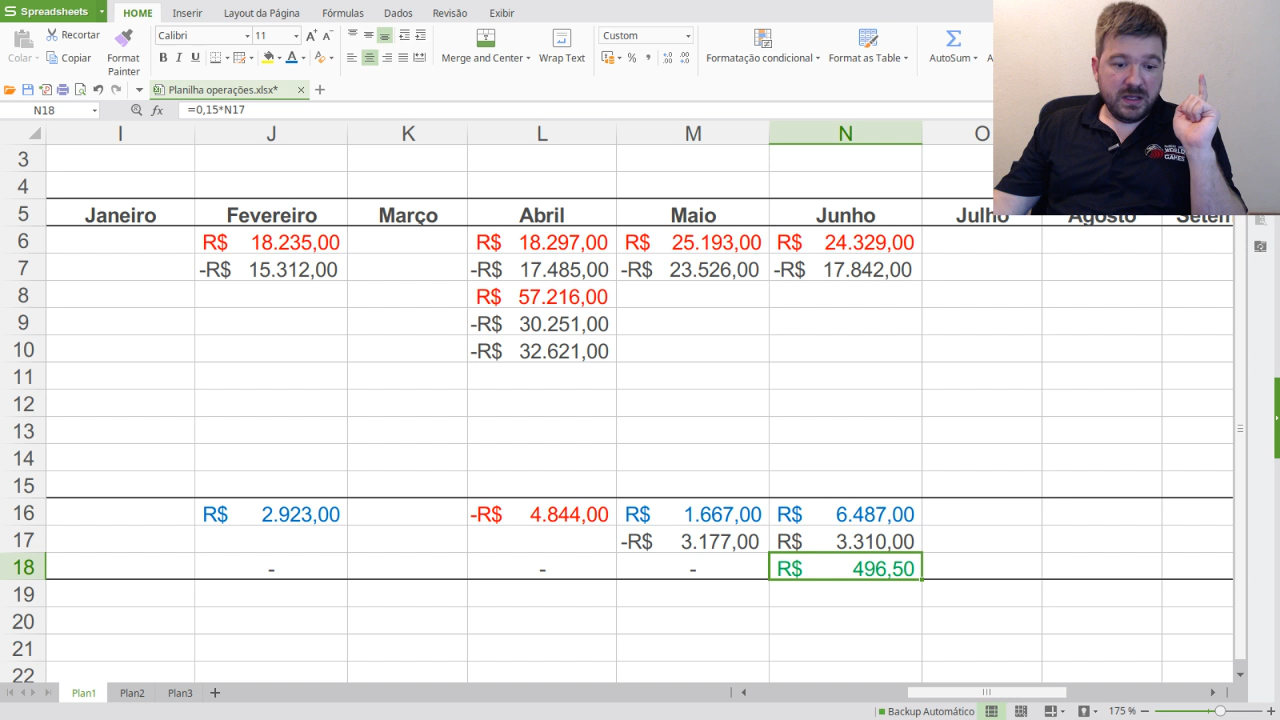 Spreadsheets HOME Inserir Layout da Página Fórmulas Dados Revisão Exibir
Recortar Calibri 11 A A Custom
Colar Copiar Format Painter B I U A Merge and Center Wrap Text % Formatação condicional Format as Table AutoSum A
Planilha operações.xlsx* × +
N18 fx =0,15*N17
I J K L M N O
3
4
5 Janeiro Fevereiro Março Abril Maio Junho Julho Agosto Setem
6 R$ 18.235,00 R$ 18.297,00 R$ 25.193,00 R$ 24.329,00
7 -R$ 15.312,00 -R$ 17.485,00 -R$ 23.526,00 -R$ 17.842,00
8 R$ 57.216,00
9 -R$ 30.251,00
10 -R$ 32.621,00
11
12
13
14
15
16 R$ 2.923,00 -R$ 4.844,00 R$ 1.667,00 R$ 6.487,00
17 -R$ 3.177,00 R$ 3.310,00
18 - - - R$ 496,50
19
20
21
22
Plan1 Plan2 Plan3 +
Backup Automático 175 % − +
WORLD
GAMES